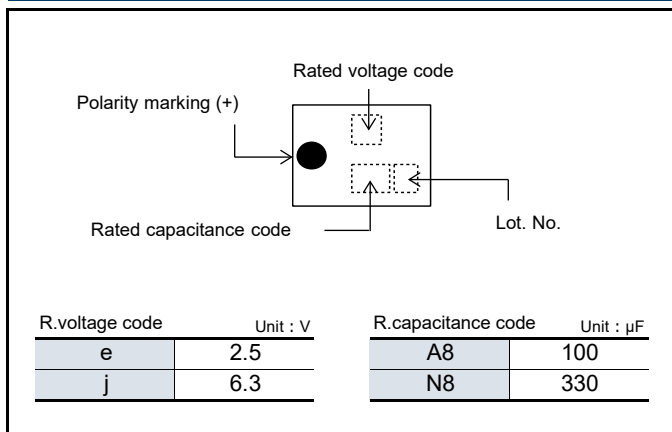 Rated voltage code
Polarity marking (+)
Rated capacitance code
Lot. No.
R.voltage code Unit : V
e 2.5
j 6.3
R.capacitance code Unit : µF
A8 100
N8 330